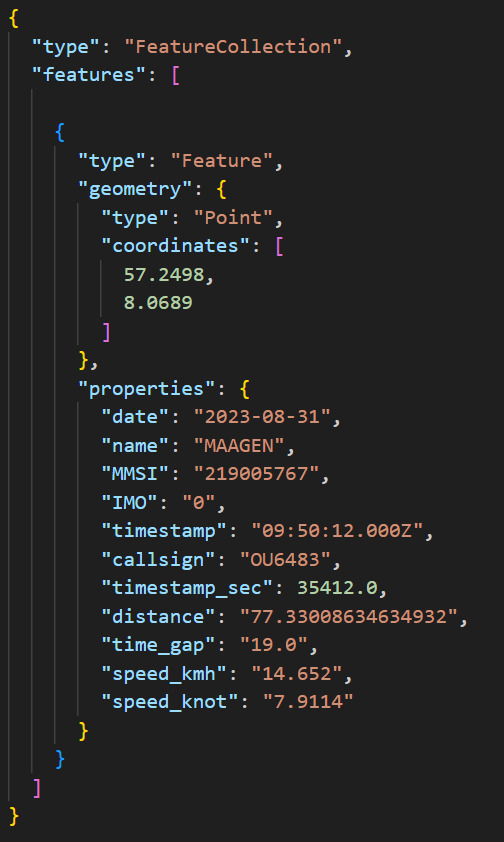 {
"type": "FeatureCollection",
"features": [
{
"type": "Feature",
"geometry": {
"type": "Point",
"coordinates": [
57.2498,
8.0689
]
},
"properties": {
"date": "2023-08-31",
"name": "MAAGEN",
"MMSI": "219005767",
"IMO": "0",
"timestamp": "09:50:12.000Z",
"callsign": "OU6483",
"timestamp_sec": 35412.0,
"distance": "77.33008634634932",
"time_gap": "19.0",
"speed_kmh": "14.652",
"speed_knot": "7.9114"
}
}
]
}